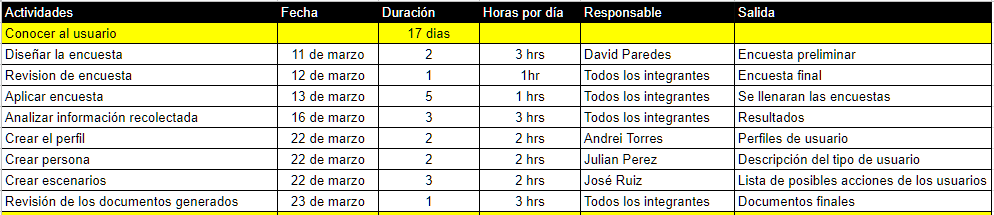 Actividades Fecha Duración Horas por día Responsable Salida
Conocer al usuario 17 dias
Diseñar la encuesta 11 de marzo 2 3 hrs David Paredes Encuesta preliminar
Revision de encuesta 12 de marzo 1 1hr Todos los integrantes Encuesta final
Aplicar encuesta 13 de marzo 5 1 hrs Todos los integrantes Se llenaran las encuestas
Analizar información recolectada 16 de marzo 3 3 hrs Todos los integrantes Resultados
Crear el perfil 22 de marzo 2 2 hrs Andrei Torres Perfiles de usuario
Crear persona 22 de marzo 2 2 hrs Julian Perez Descripción del tipo de usuario
Crear escenarios 22 de marzo 3 2 hrs José Ruiz Lista de posibles acciones de los usuarios
Revisión de los documentos generados 23 de marzo 1 3 hrs Todos los integrantes Documentos finales